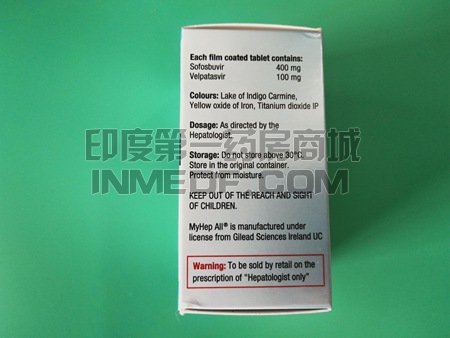 Each film coated tablet contains:
Sofosbuvir 400 mg
Velpatasvir 100 mg
Colours: Lake of Indigo Carmine,
Yellow oxide of Iron, Titanium dioxide IP
Dosage: As directed by the
Hepatologist.
印度第一药房商城
Storage: Do not store above 30°C.
Store in the original container.
INMEDF.COM
Protect from moisture.
KEEP OUT OF THE REACH AND SIGHT
OF CHILDREN.
MyHep All® is manufactured under
license from Gilead Sciences Ireland UC
Warning: To be sold by retail on the
prescription of "Hepatologist only"